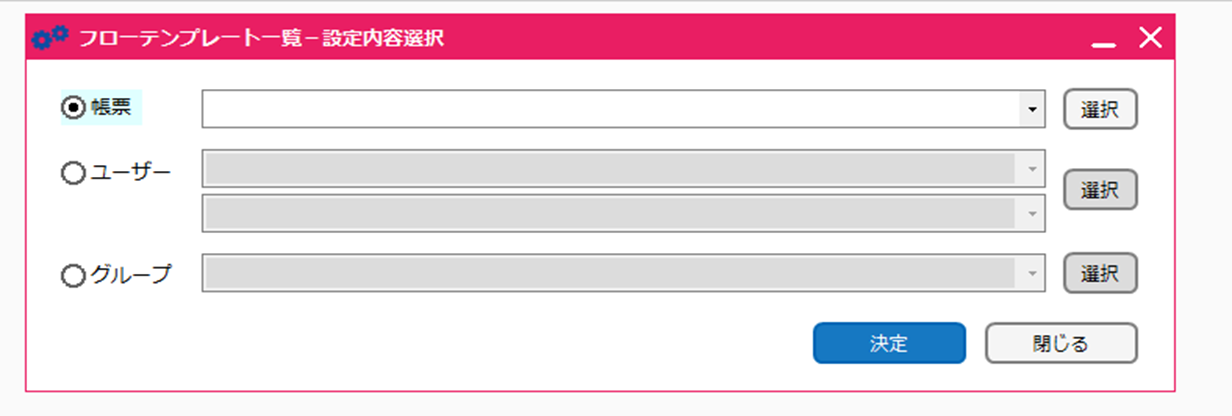 フローテンプレート一覧－設定内容選択
帳票
選択
ユーザー
選択
グループ
選択
決定
閉じる